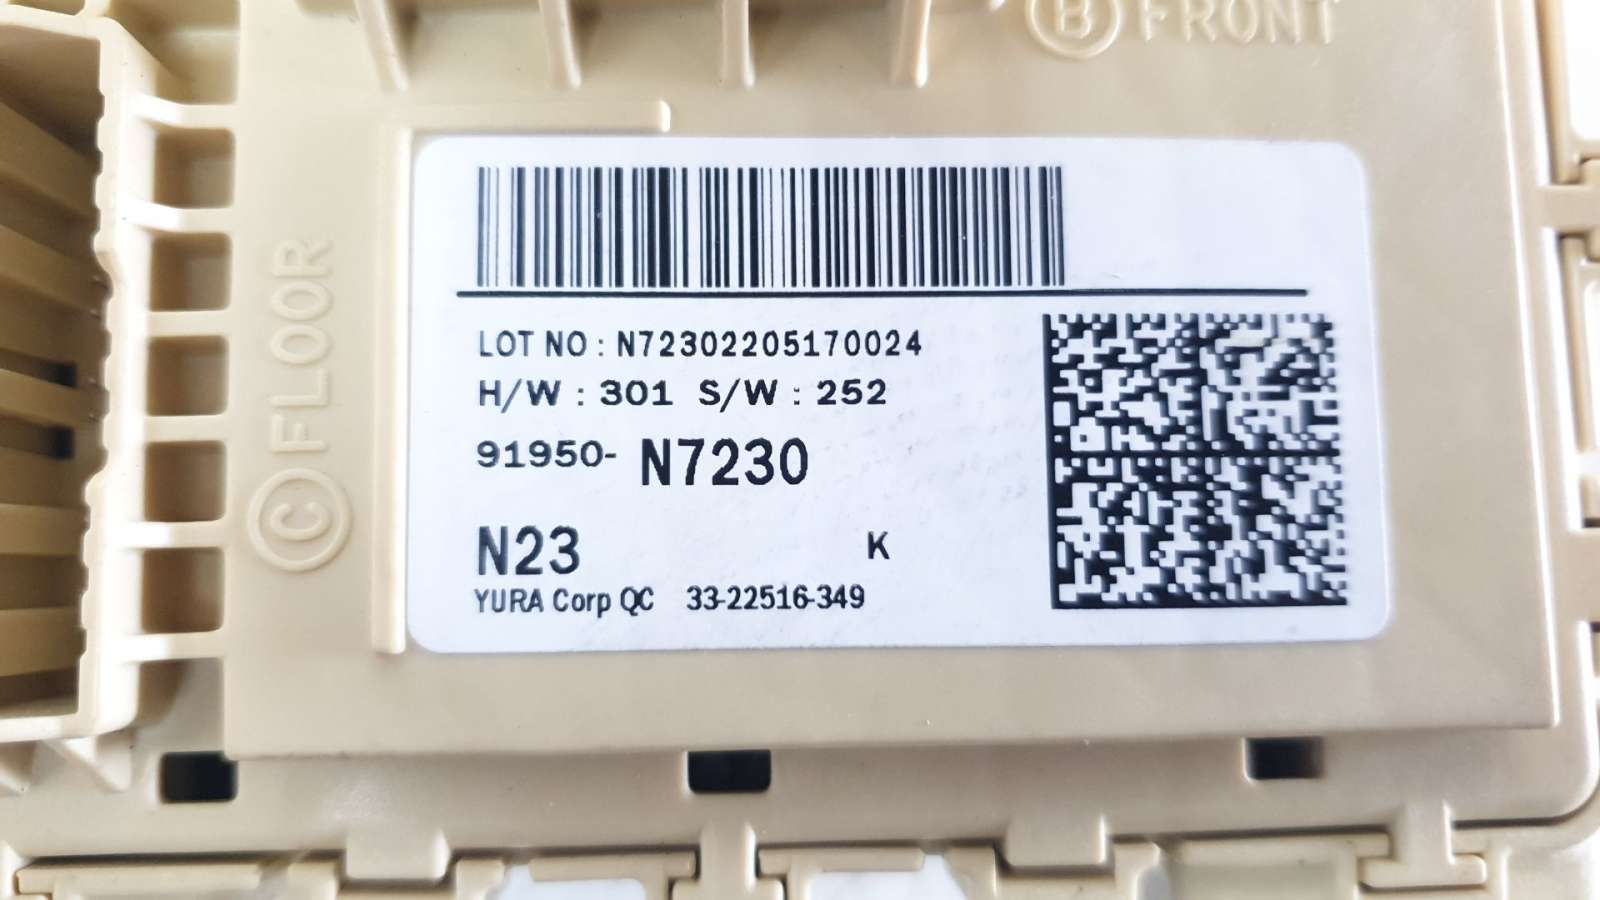 B FRONT
C FLOOR
LOT NO : N72302205170024
H/W : 301 S/W : 252
91950- N7230
N23 K
YURA Corp QC 33-22516-349